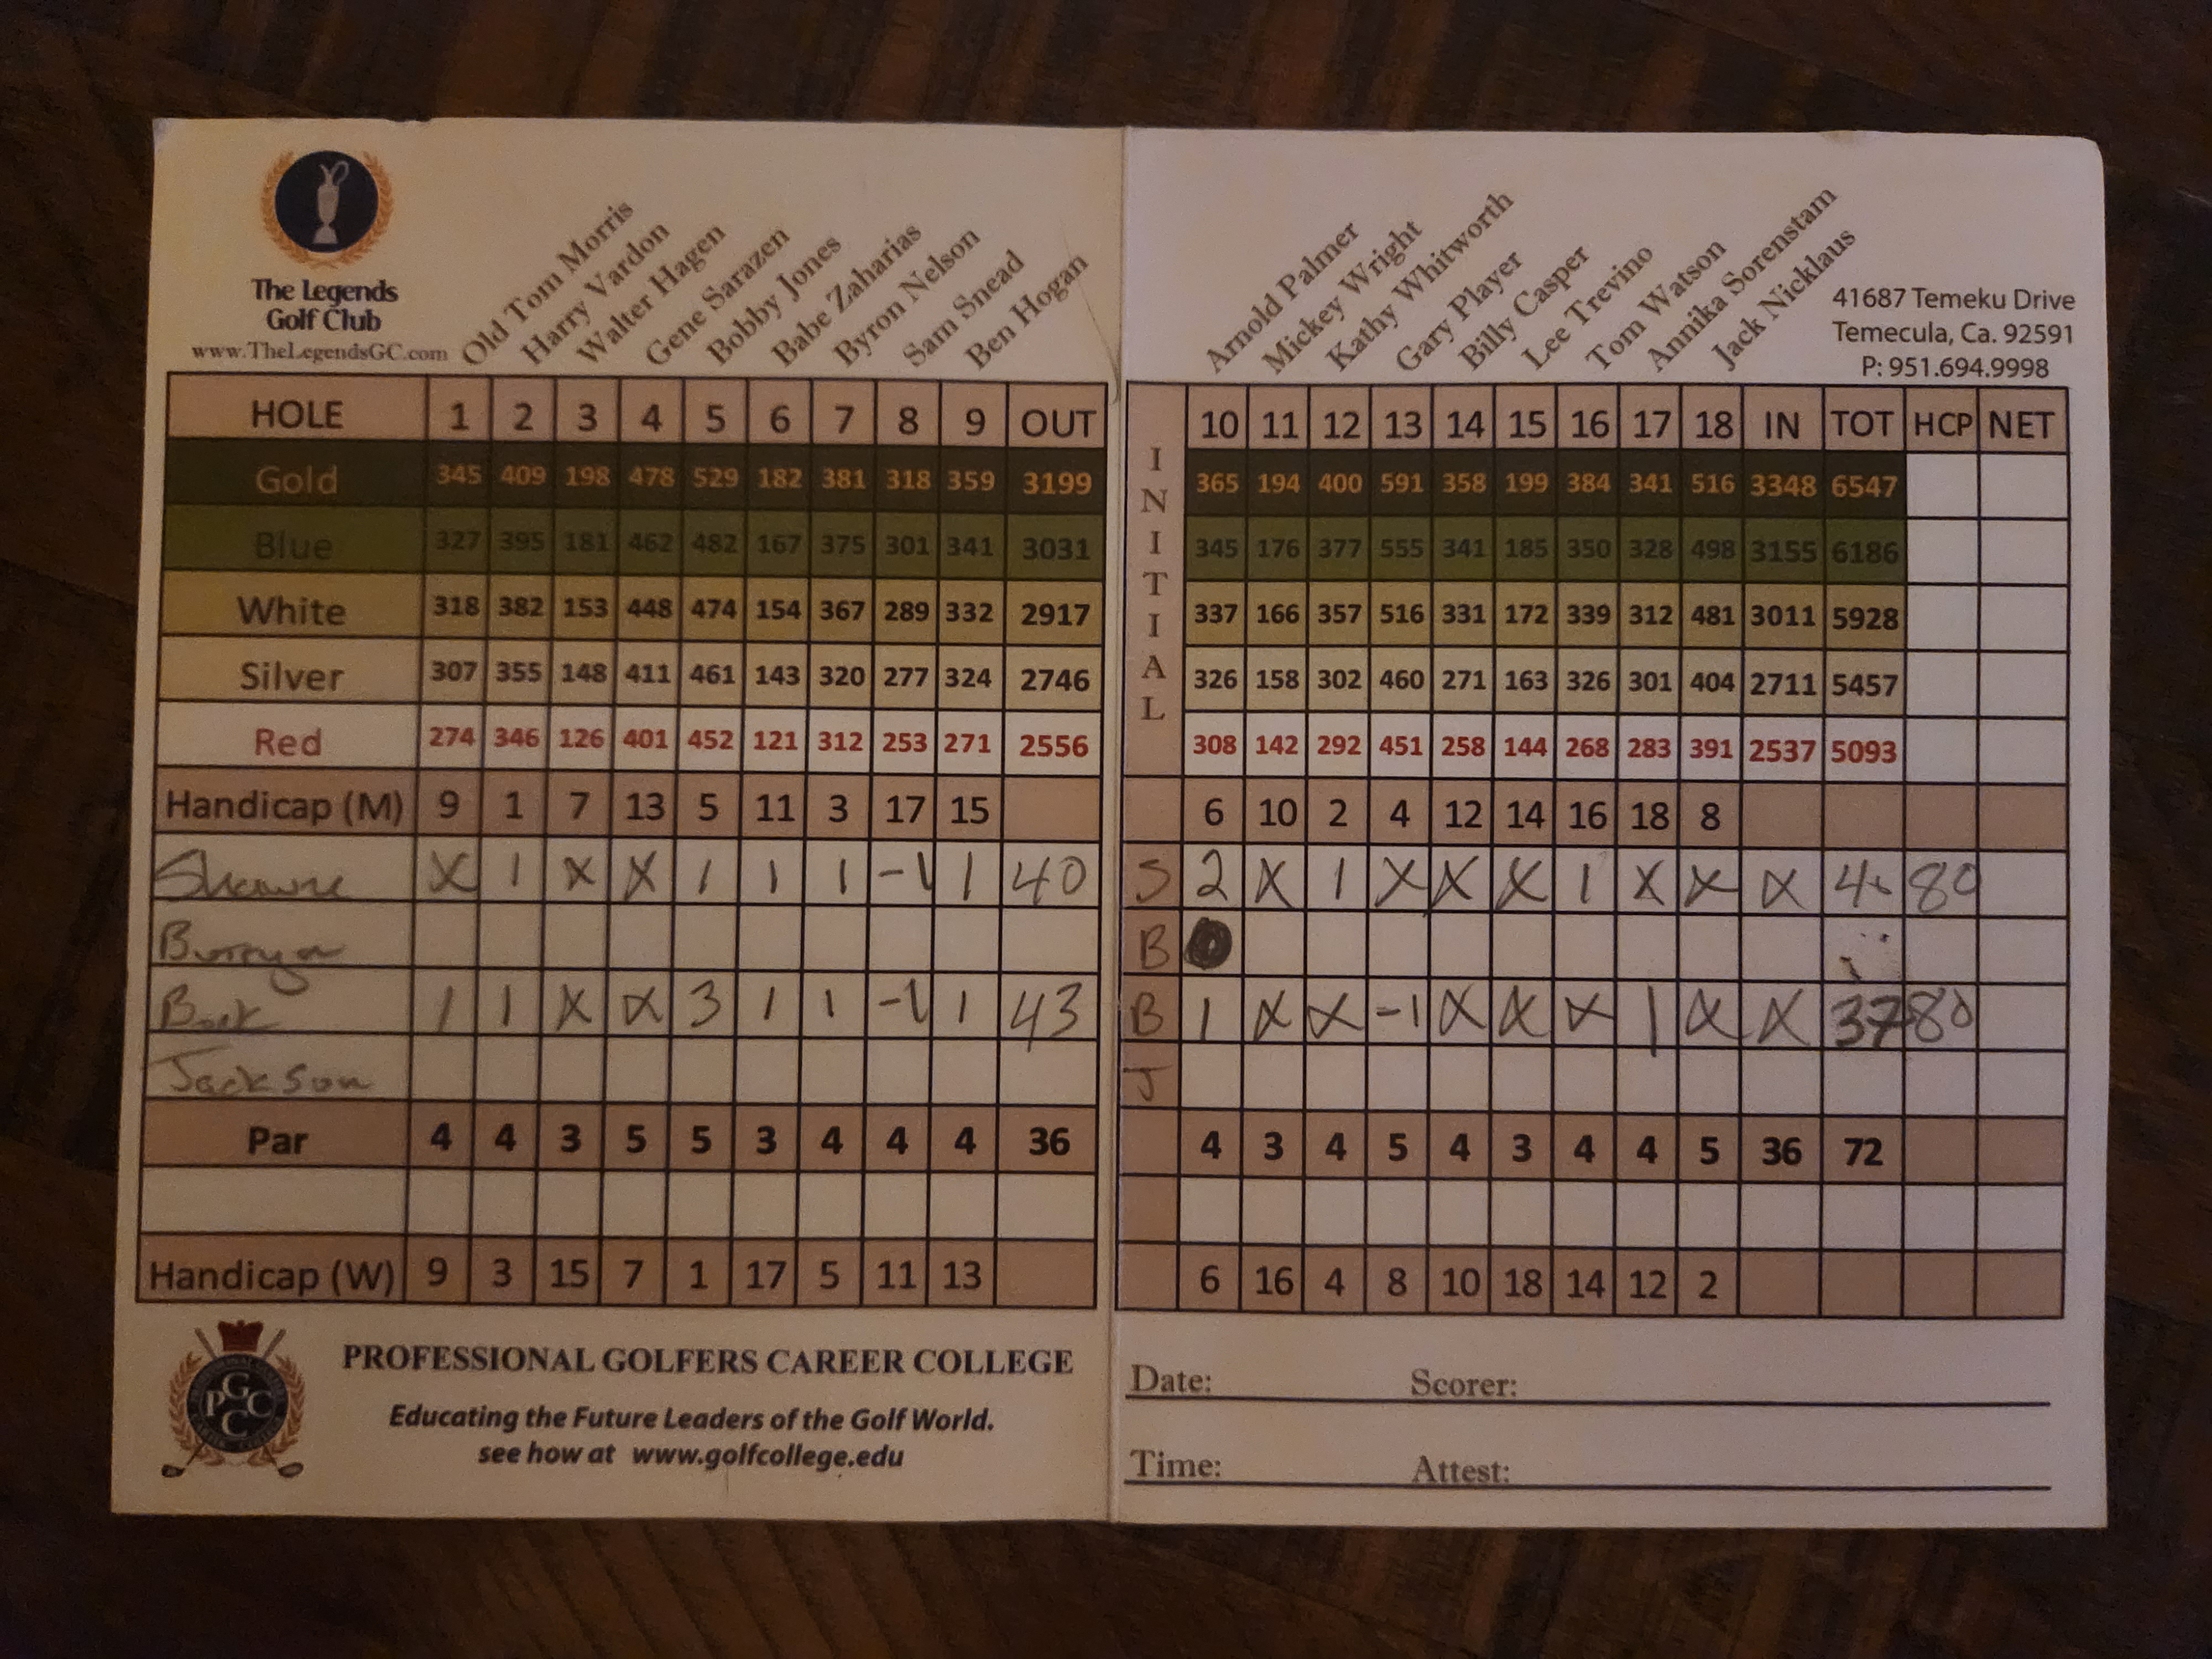 The Legends
Golf Club
www.TheLegendsGC.com
Old Tom Morris
Harry Vardon
Walter Hagen
Gene Sarazen
Bobby Jones
Babe Zaharias
Byron Nelson
Sam Snead
Ben Hogan
HOLE 1 2 3 4 5 6 7 8 9 OUT
Gold 345 409 198 478 529 182 381 318 359 3199
Blue 327 395 181 462 482 167 375 301 341 3031
White 318 382 153 448 474 154 367 289 332 2917
Silver 307 355 148 411 461 143 320 277 324 2746
Red 274 346 126 401 452 121 312 253 271 2556
Handicap (M) 9 1 7 13 5 11 3 17 15
X 1 X X 1 1 1 -1 1 40
1 1 X X 3 1 1 -1 1 43
Jackson
Par 4 4 3 5 5 3 4 4 4 36
Handicap (W) 9 3 15 7 1 17 5 11 13
PGCC
PROFESSIONAL GOLFERS CAREER COLLEGE
Educating the Future Leaders of the Golf World.
see how at www.golfcollege.edu
Arnold Palmer
Mickey Wright
Kathy Whitworth
Gary Player
Billy Casper
Lee Trevino
Tom Watson
Annika Sorenstam
Jack Nicklaus
41687 Temeku Drive
Temecula, Ca. 92591
P: 951.694.9998
INITIAL
10 11 12 13 14 15 16 17 18 IN TOT HCP NET
365 194 400 591 358 199 384 341 516 3348 6547
345 176 377 555 341 185 350 328 498 3155 6186
337 166 357 516 331 172 339 312 481 3011 5928
326 158 302 460 271 163 326 301 404 2711 5457
308 142 292 451 258 144 268 283 391 2537 5093
6 10 2 4 12 14 16 18 8
S 2 X 1 X X X 1 X X X 80
B
B 1 X X -1 X X X 1 X X 37 80
J
4 3 4 5 4 3 4 4 5 36 72
6 16 4 8 10 18 14 12 2
Date: Scorer:
Time: Attest: